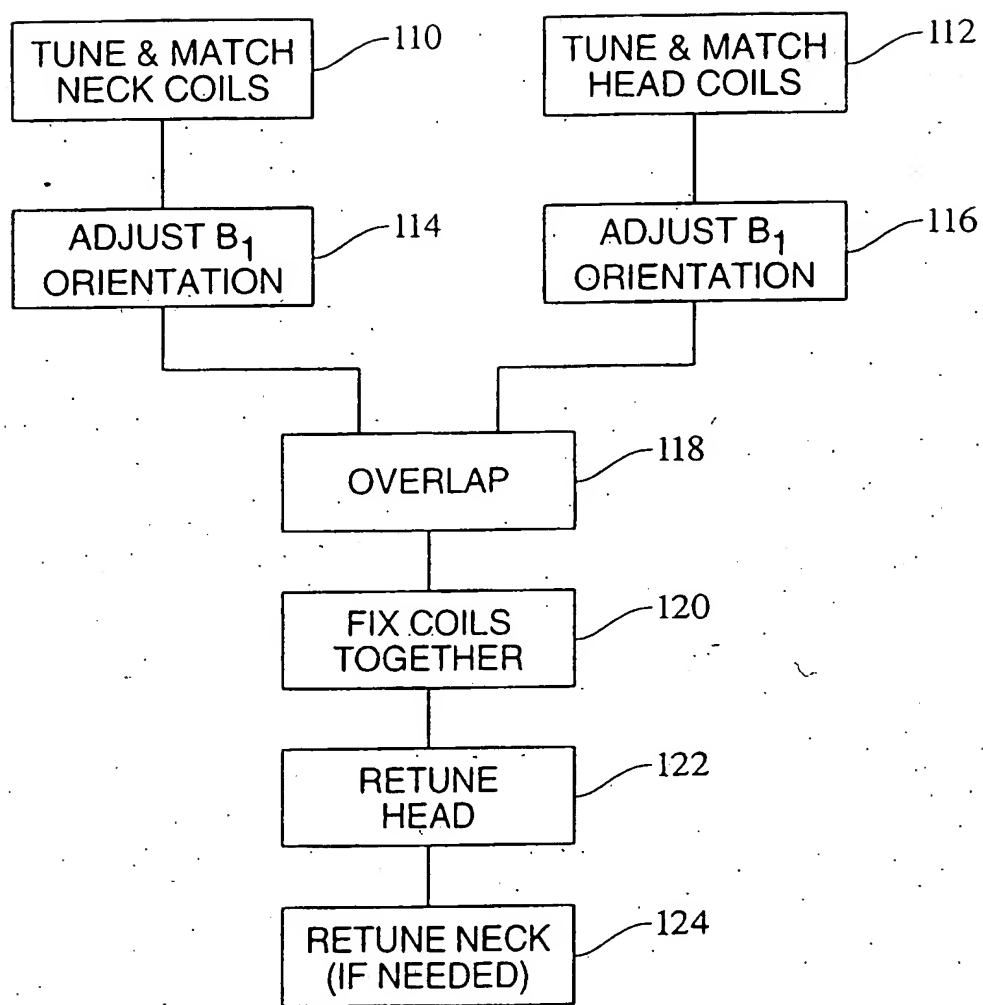 TUNE & MATCH
NECK COILS
110
TUNE & MATCH
HEAD COILS
112
ADJUST B1
ORIENTATION
114
ADJUST B1
ORIENTATION
116
OVERLAP
118
FIX COILS
TOGETHER
120
RETUNE
HEAD
122
RETUNE NECK
(IF NEEDED)
124